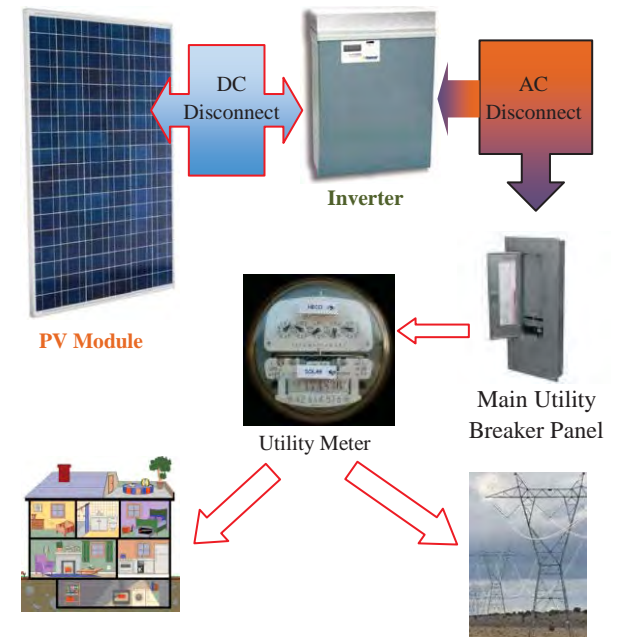 DC
Disconnect
AC
Disconnect
Inverter
PV Module
SOLAR
Utility Meter
Main Utility
Breaker Panel